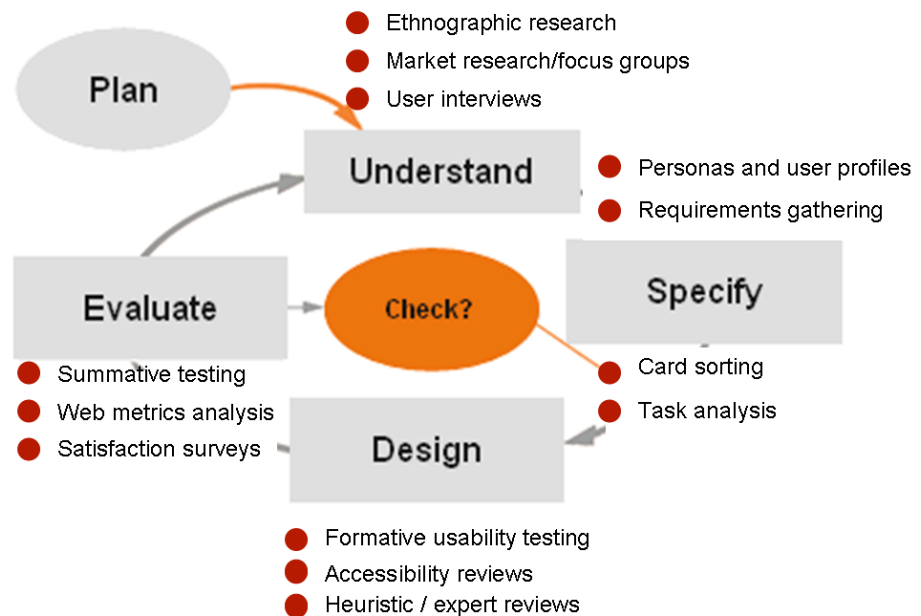 Plan
Ethnographic research
Market research/focus groups
User interviews
Understand
Personas and user profiles
Requirements gathering
Evaluate
Check?
Specify
Summative testing
Web metrics analysis
Satisfaction surveys
Card sorting
Task analysis
Design
Formative usability testing
Accessibility reviews
Heuristic / expert reviews